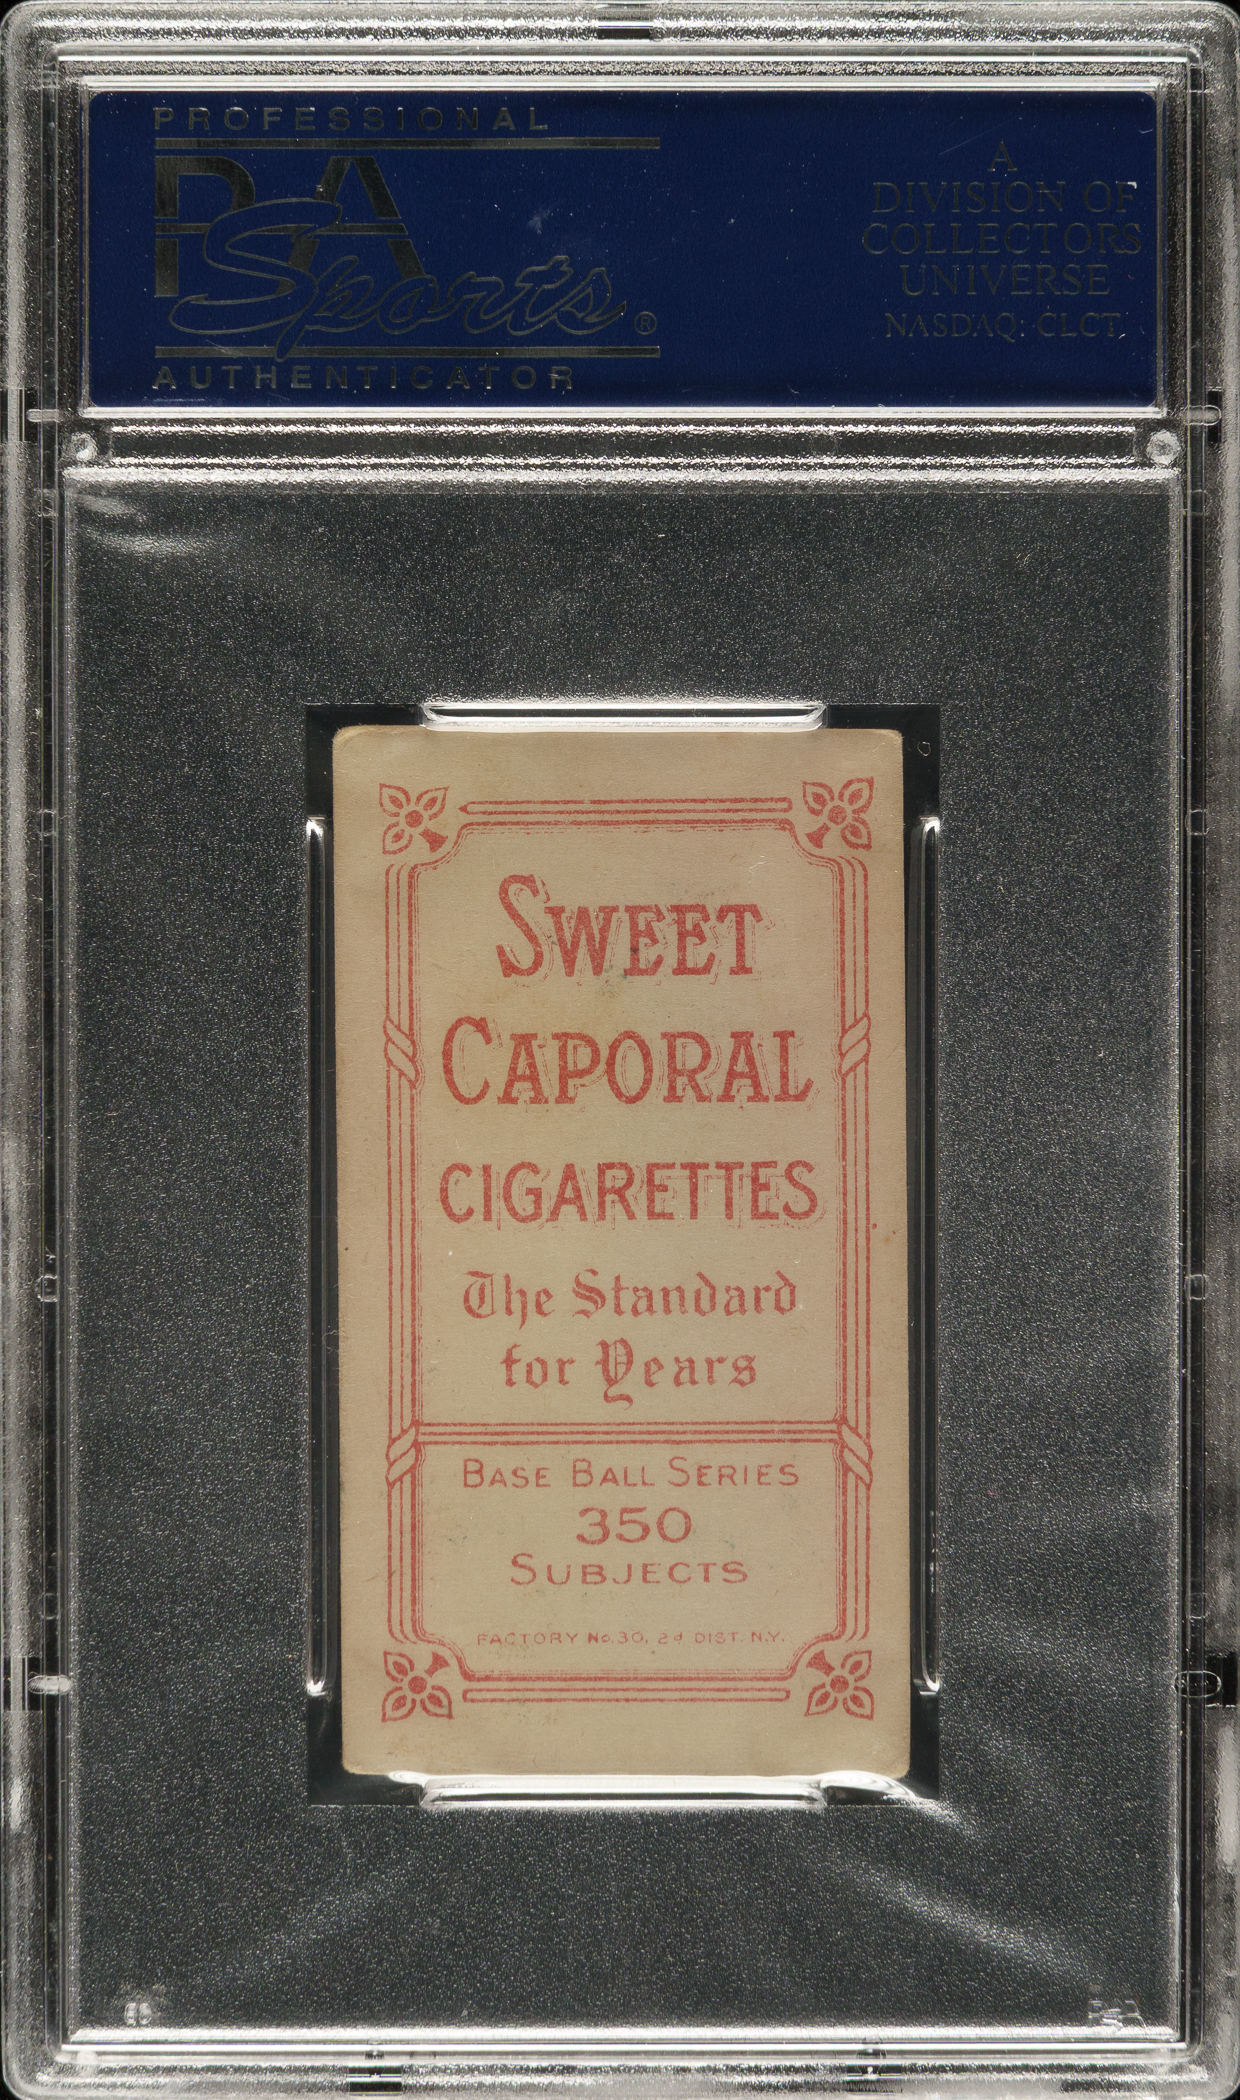 PROFESSIONAL
PSA
Sports®
AUTHENTICATOR
A
DIVISION OF
COLLECTORS
UNIVERSE
NASDAQ: CLCT
SWEET
CAPORAL
CIGARETTES
The Standard
for Years
BASE BALL SERIES
350
SUBJECTS
FACTORY No. 30, 2d DIST. N.Y.
PSA